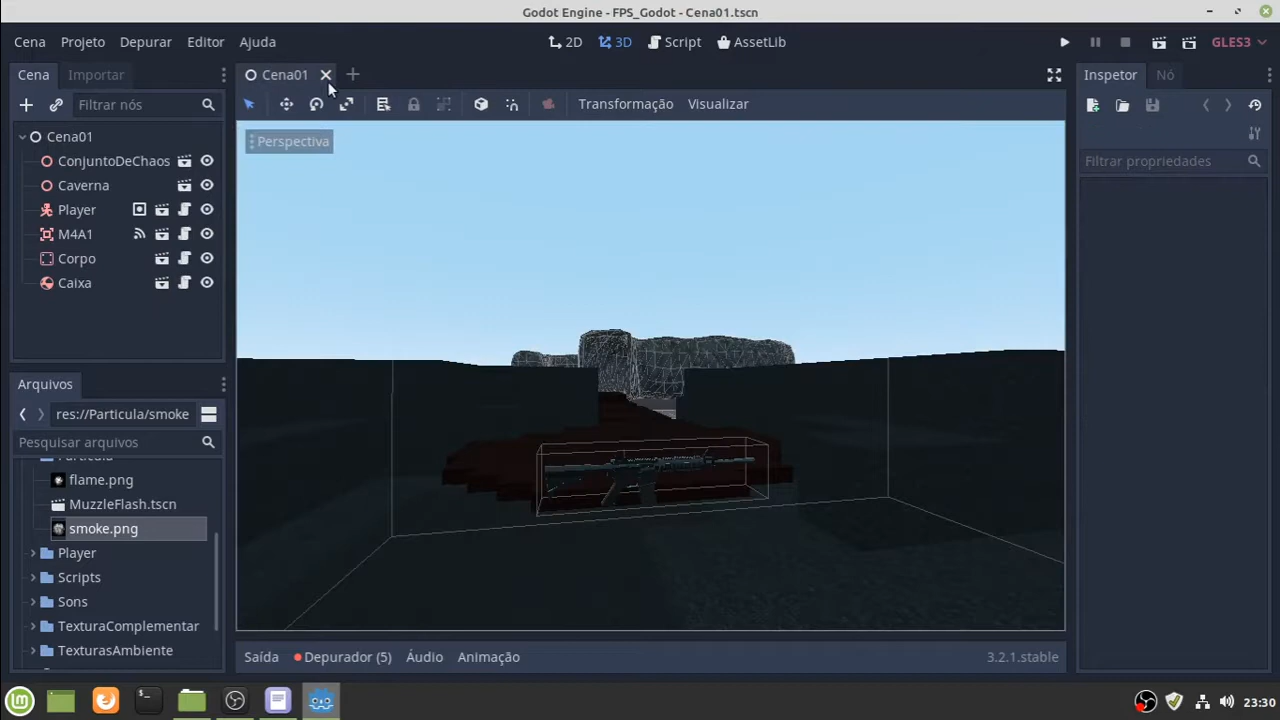 Godot Engine - FPS_Godot - Cena01.tscn
Cena Projeto Depurar Editor Ajuda 2D 3D Script AssetLib GLES3
Cena Importar Cena01 Inspetor Nó
Filtrar nós Transformação Visualizar
Cena01 Perspectiva
ConjuntoDeChaos Filtrar propriedades
Caverna
Player
M4A1
Corpo
Caixa
Arquivos
res://Particula/smoke
Pesquisar arquivos
Particula
flame.png
MuzzleFlash.tscn
smoke.png
Player
Scripts
Sons
TexturaComplementar
TexturasAmbiente
Saída Depurador (5) Áudio Animação 3.2.1.stable
23:30